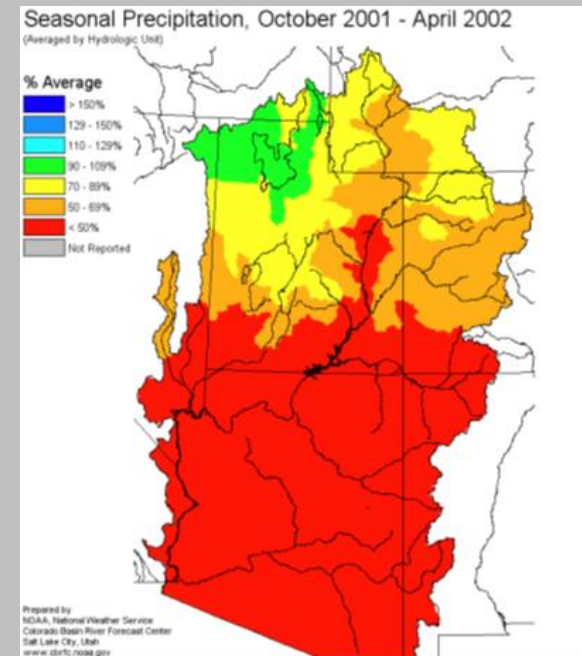 Seasonal Precipitation, October 2001 - April 2002
(Averaged by Hydrologic Unit)
% Average
> 150%
129 - 150%
110 - 129%
90 - 109%
70 - 89%
50 - 69%
< 50%
Not Reported
Prepared by
NOAA, National Weather Service
Colorado Basin River Forecast Center
Salt Lake City, Utah
www.cbrfc.noaa.gov